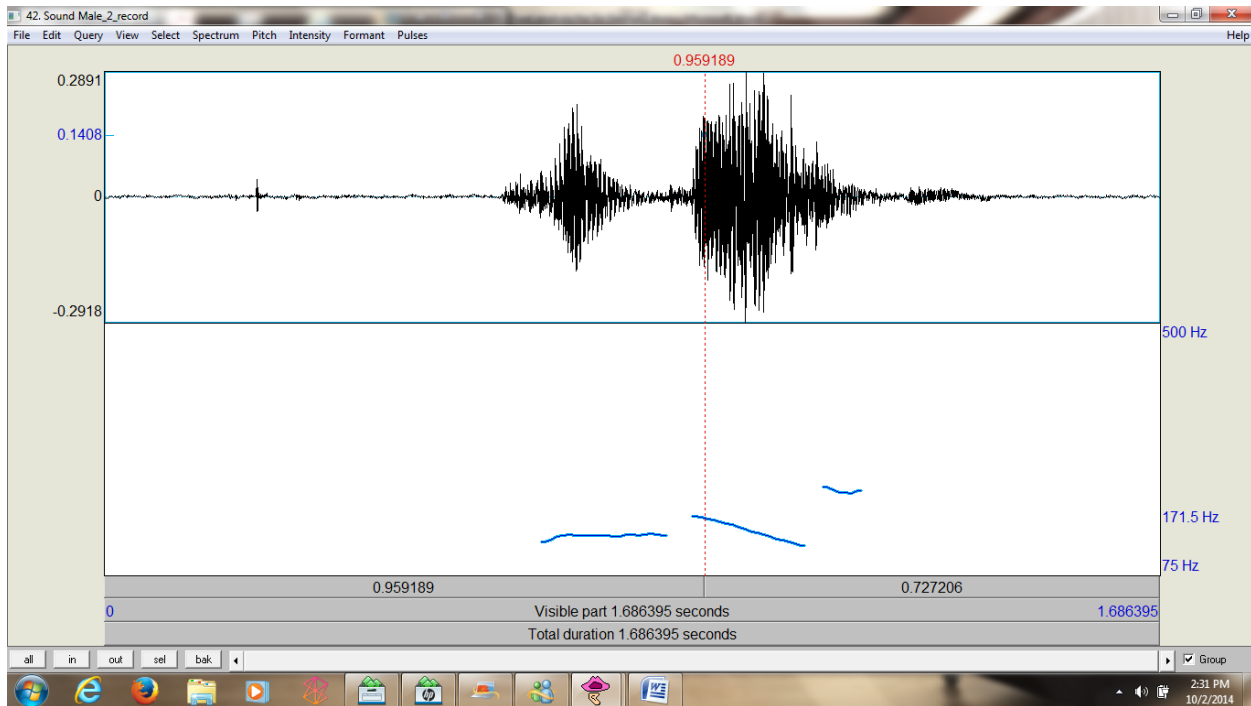 42. Sound Male_2_record
File Edit Query View Select Spectrum Pitch Intensity Formant Pulses Help
0.959189
0.2891
0.1408
0
-0.2918
500 Hz
171.5 Hz
75 Hz
0.959189 0.727206
0 Visible part 1.686395 seconds 1.686395
Total duration 1.686395 seconds
all in out sel bak Group
2:31 PM
10/2/2014